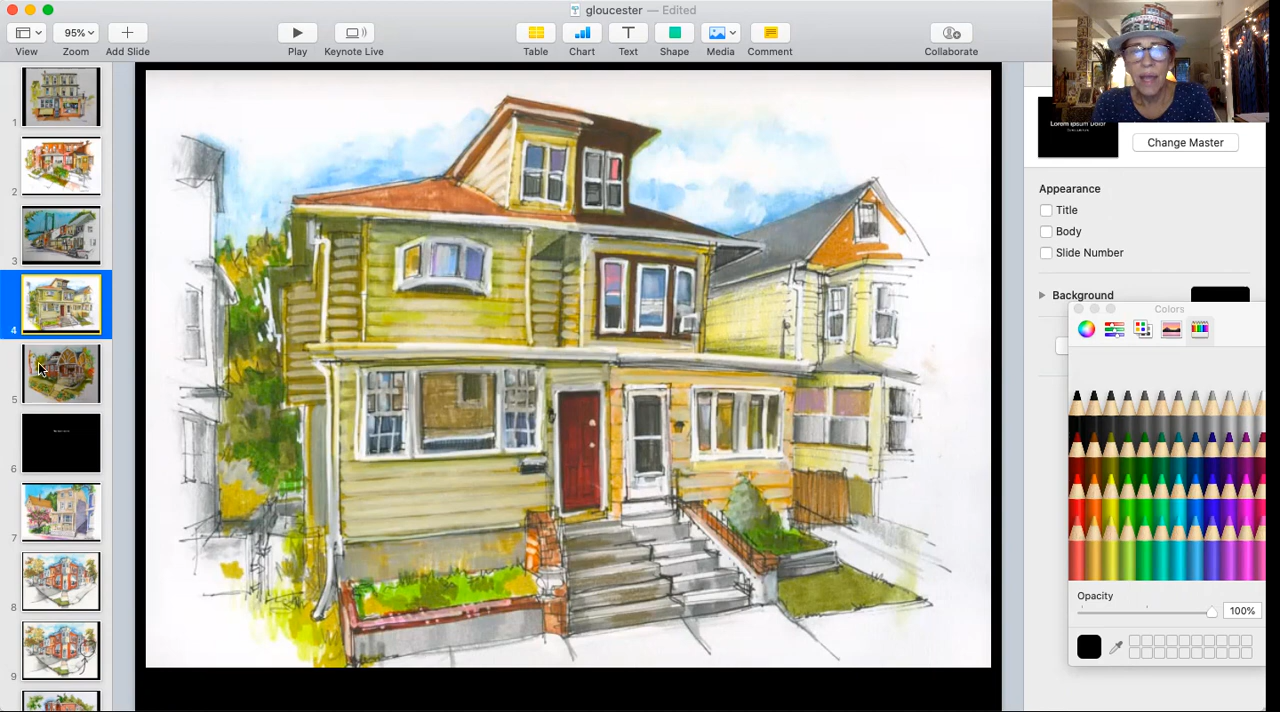 gloucester — Edited
95%
View
Zoom
Add Slide
Play
Keynote Live
Table
Chart
Text
Shape
Media
Comment
Collaborate
1
2
3
4
5
6
7
8
9
Lorem Ipsum Dolor
Change Master
Appearance
Title
Body
Slide Number
Background
Colors
Opacity
100%